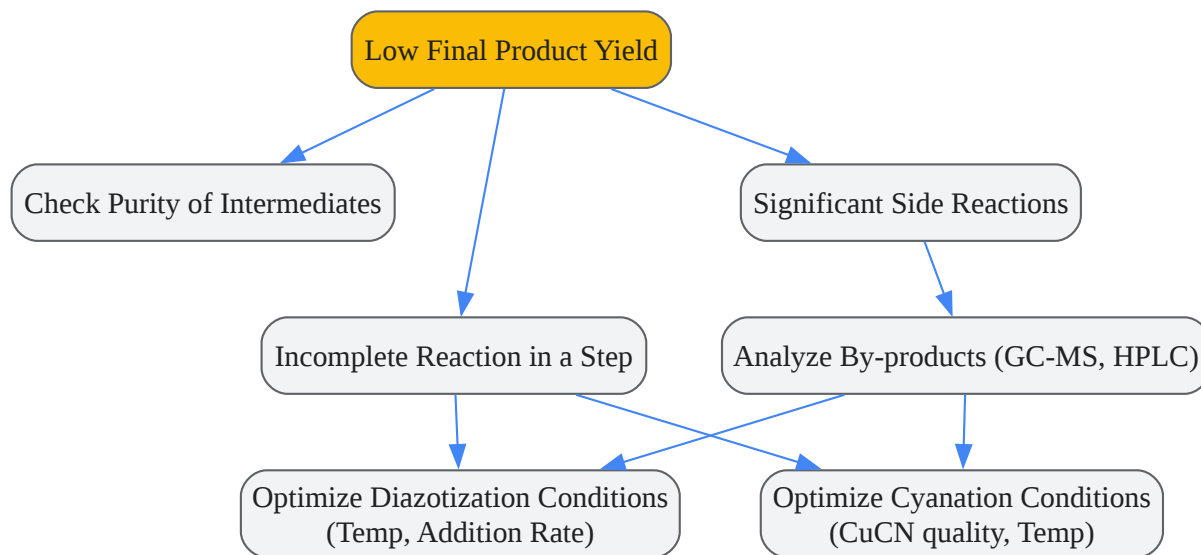 Low Final Product Yield
Check Purity of Intermediates
Significant Side Reactions
Incomplete Reaction in a Step
Analyze By-products (GC-MS, HPLC)
Optimize Diazotization Conditions
(Temp, Addition Rate)
Optimize Cyanation Conditions
(CuCN quality, Temp)